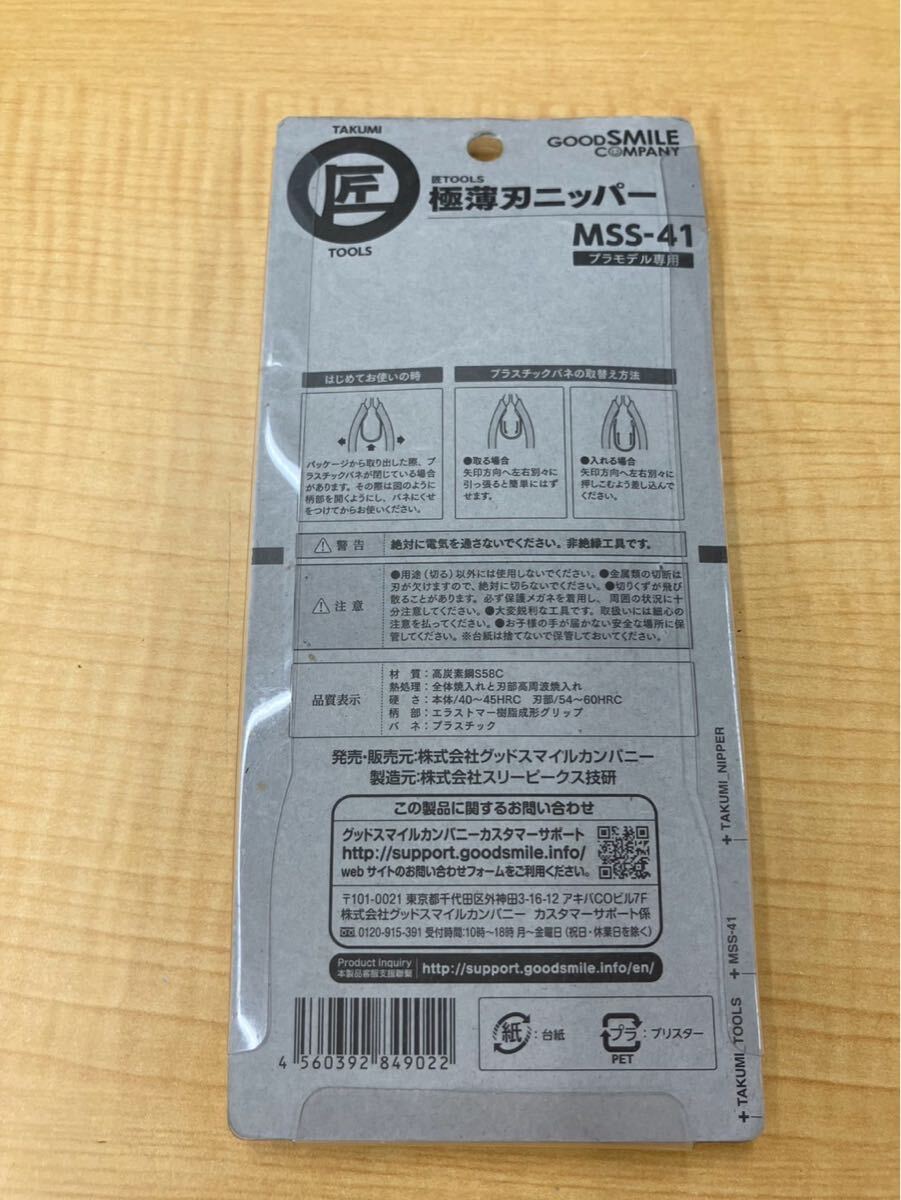 TAKUMI
匠
TOOLS
GOODSMILE
COMPANY
匠TOOLS
極薄刃ニッパー
MSS-41
プラモデル専用
はじめてお使いの時
パッケージから取り出した際、プ
ラスチックバネが閉じている場合
があります。その際は図のように
柄部を開くようにし、バネにくせ
をつけてからお使いください。
プラスチックバネの取替え方法
●取る場合
矢印方向へ左右別々に
引っ張ると簡単にはず
せます。
●入れる場合
矢印方向へ左右別々に
押しこむよう差し込んで
ください。
警告
絶対に電気を通さないでください。非絶縁工具です。
注意
●用途（切る）以外には使用しないでください。●金属類の切断は
刃が欠けますので、絶対に切らないでください。●切りくずが飛び
散ることがあります。必ず保護メガネを着用し、周囲の状況に十
分注意してください。●大変鋭利な工具です。取扱いには細心の
注意を払ってください。●お子様の手が届かない安全な場所に保
管してください。※台紙は捨てないで保管しておいてください。
品質表示
材 質：高炭素鋼S58C
熱処理：全体焼入れと刃部高周波焼入れ
硬 さ：本体/40～45HRC 刃部/54～60HRC
柄 部：エラストマー樹脂成形グリップ
バ ネ：プラスチック
発売・販売元：株式会社グッドスマイルカンパニー
製造元：株式会社スリーピークス技研
この製品に関するお問い合わせ
グッドスマイルカンパニーカスタマーサポート
http://support.goodsmile.info/
webサイトのお問い合わせフォームをご利用ください。
〒101-0021 東京都千代田区外神田3-16-12 アキバCOビル7F
株式会社グッドスマイルカンパニー カスタマーサポート係
0120-915-391 受付時間：10時～18時 月～金曜日（祝日・休業日を除く）
Product Inquiry
本製品客服支援聯繫
http://support.goodsmile.info/en/
4 560392 849022
紙：台紙
プラ：ブリスター
PET
+ TAKUMI_TOOLS
+ MSS-41
+ TAKUMI_NIPPER